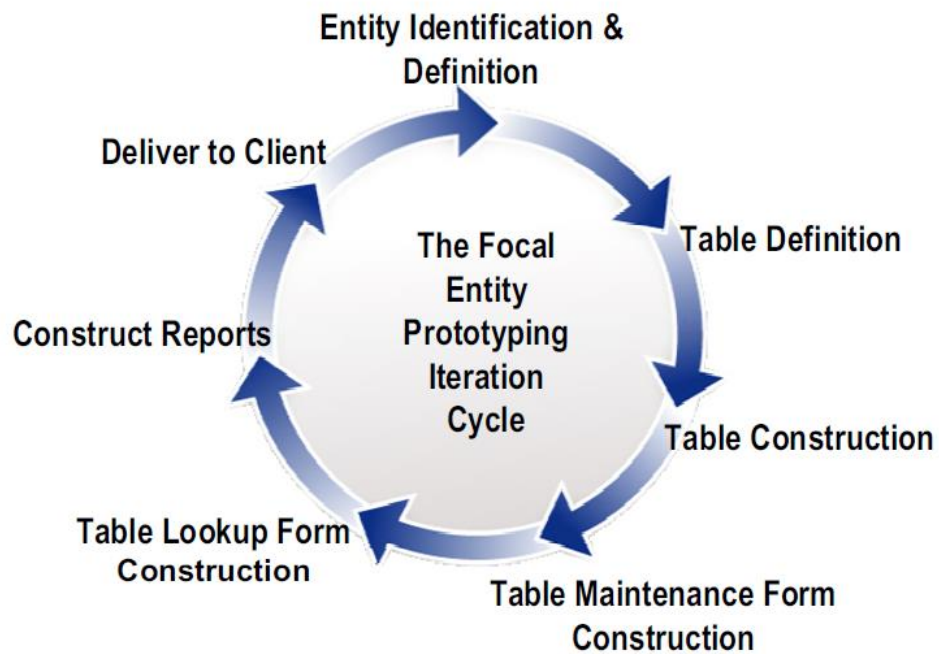 Entity Identification &
Definition
Deliver to Client
Table Definition
The Focal
Entity
Prototyping
Iteration
Cycle
Construct Reports
Table Construction
Table Lookup Form
Construction
Table Maintenance Form
Construction